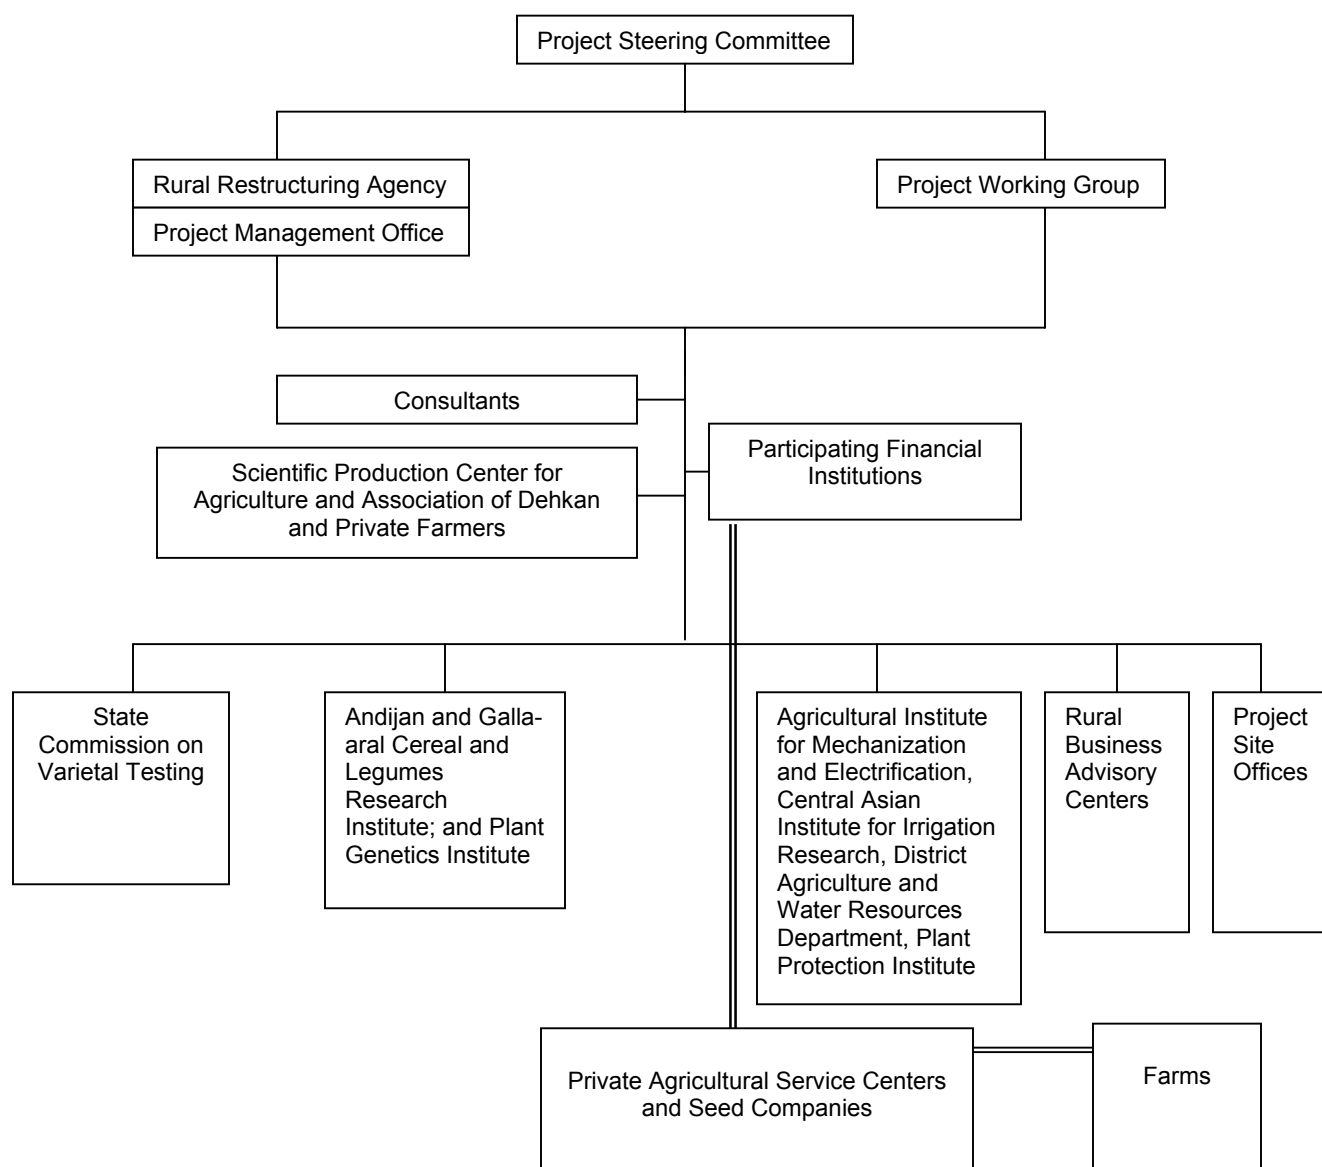 Project Steering Committee
Rural Restructuring Agency
Project Management Office
Project Working Group
Consultants
Scientific Production Center for
Agriculture and Association of Dehkan
and Private Farmers
Participating Financial
Institutions
State
Commission on
Varietal Testing
Andijan and Galla-
aral Cereal and
Legumes
Research
Institute; and Plant
Genetics Institute
Agricultural Institute
for Mechanization
and Electrification,
Central Asian
Institute for Irrigation
Research, District
Agriculture and
Water Resources
Department, Plant
Protection Institute
Rural
Business
Advisory
Centers
Project
Site
Offices
Private Agricultural Service Centers
and Seed Companies
Farms